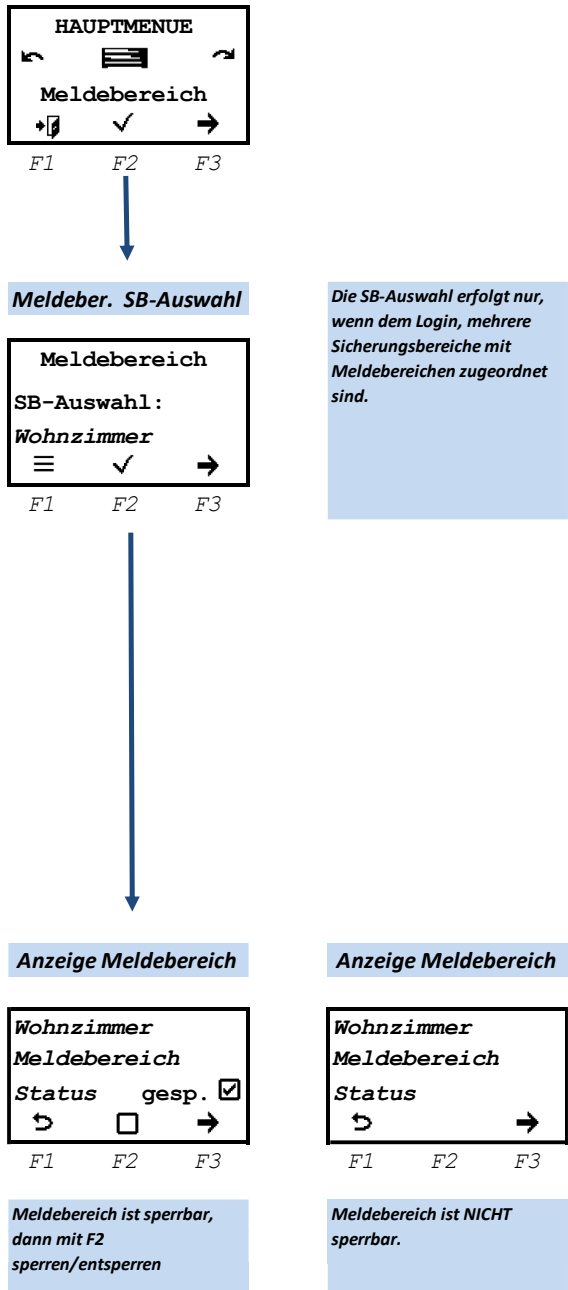 HAUPTMENUE
Meldebereich
F1 F2 F3
Meldeber. SB-Auswahl
Die SB-Auswahl erfolgt nur,
wenn dem Login, mehrere
Sicherungsbereiche mit
Meldebereichen zugeordnet
sind.
Meldebereich
SB-Auswahl:
Wohnzimmer
F1 F2 F3
Anzeige Meldebereich
Wohnzimmer
Meldebereich
Status gesp.
F1 F2 F3
Meldebereich ist sperrbar,
dann mit F2
sperren/entsperren
Anzeige Meldebereich
Wohnzimmer
Meldebereich
Status
F1 F2 F3
Meldebereich ist NICHT
sperrbar.